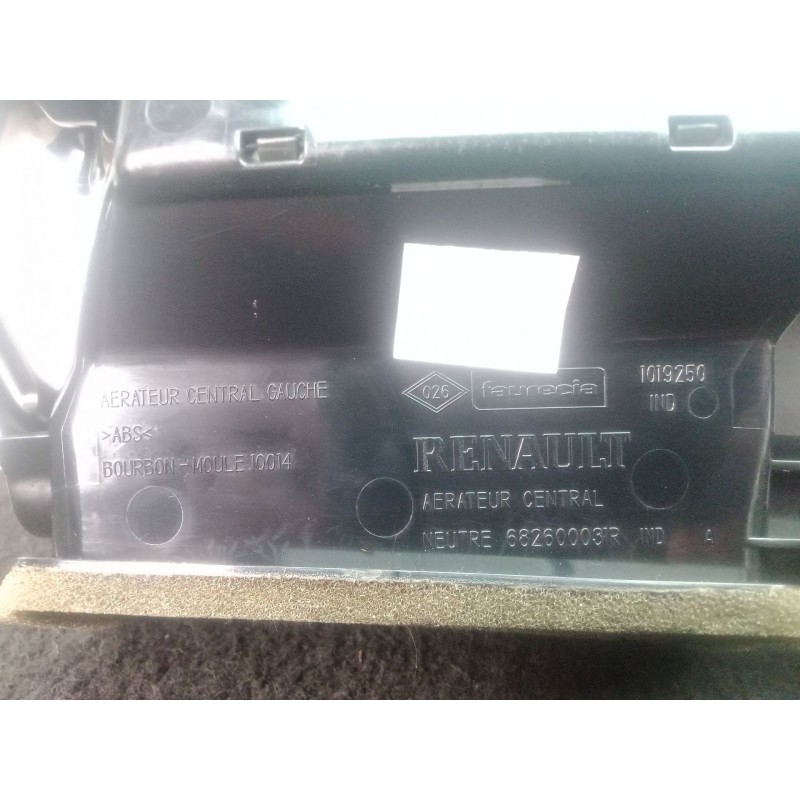 AERATEUR CENTRAL GAUCHE
>ABS<
BOURBON - MOULE 10014
026
faurecia
1019250
IND
RENAULT
AERATEUR CENTRAL
NEUTRE 682600031R IND A